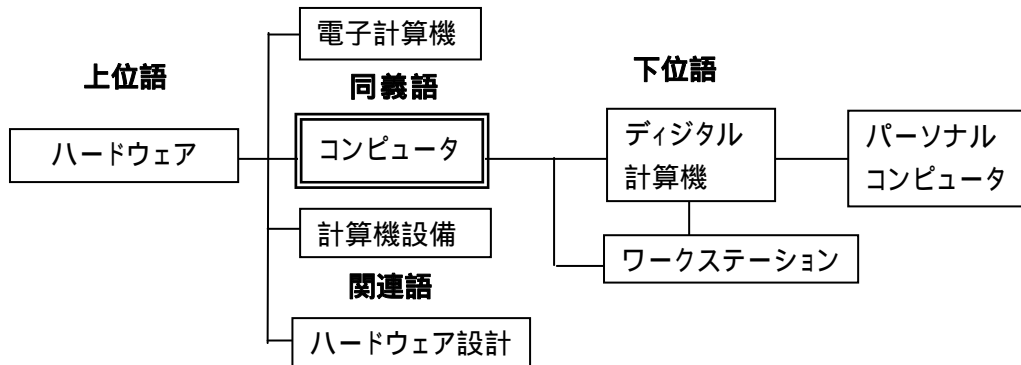 電子計算機
上位語
同義語
下位語
ハードウェア
コンピュータ
ディジタル
計算機
パーソナル
コンピュータ
計算機設備
ワークステーション
関連語
ハードウェア設計